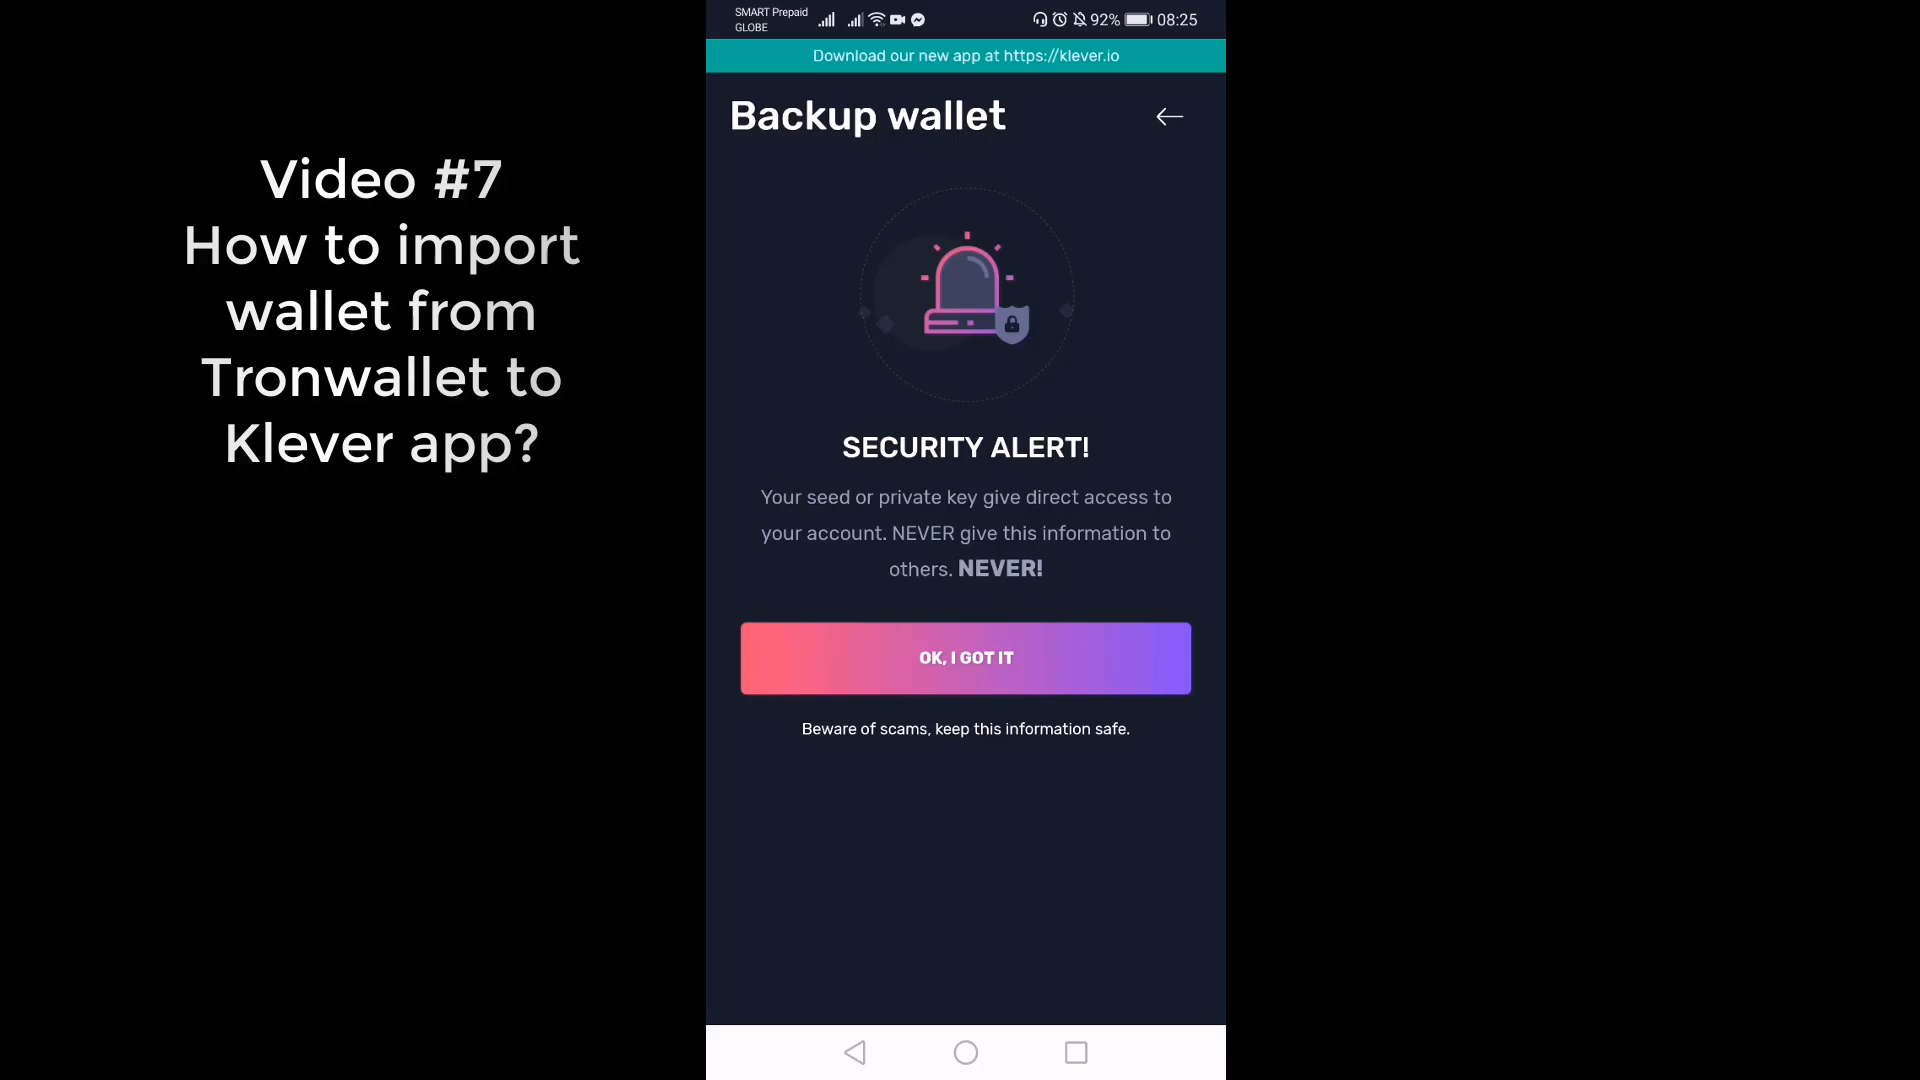 Video #7
How to import
wallet from
Tronwallet to
Klever app?
SMART Prepaid
GLOBE
92% 08:25
Download our new app at https://klever.io
Backup wallet
SECURITY ALERT!
Your seed or private key give direct access to
your account. NEVER give this information to
others. NEVER!
OK, I GOT IT
Beware of scams, keep this information safe.